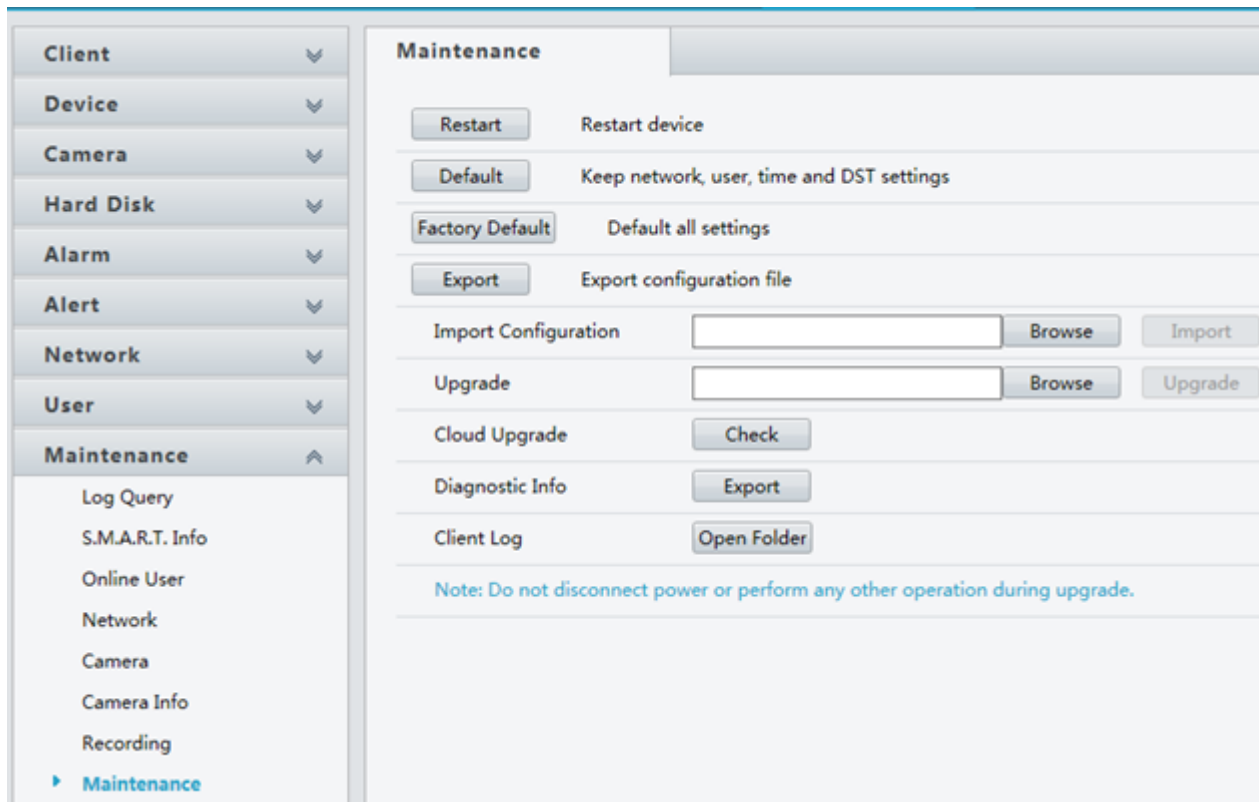 Client
Device
Camera
Hard Disk
Alarm
Alert
Network
User
Maintenance
Log Query
S.M.A.R.T. Info
Online User
Network
Camera
Camera Info
Recording
Maintenance
Maintenance
Restart Restart device
Default Keep network, user, time and DST settings
Factory Default Default all settings
Export Export configuration file
Import Configuration Browse Import
Upgrade Browse Upgrade
Cloud Upgrade Check
Diagnostic Info Export
Client Log Open Folder
Note: Do not disconnect power or perform any other operation during upgrade.